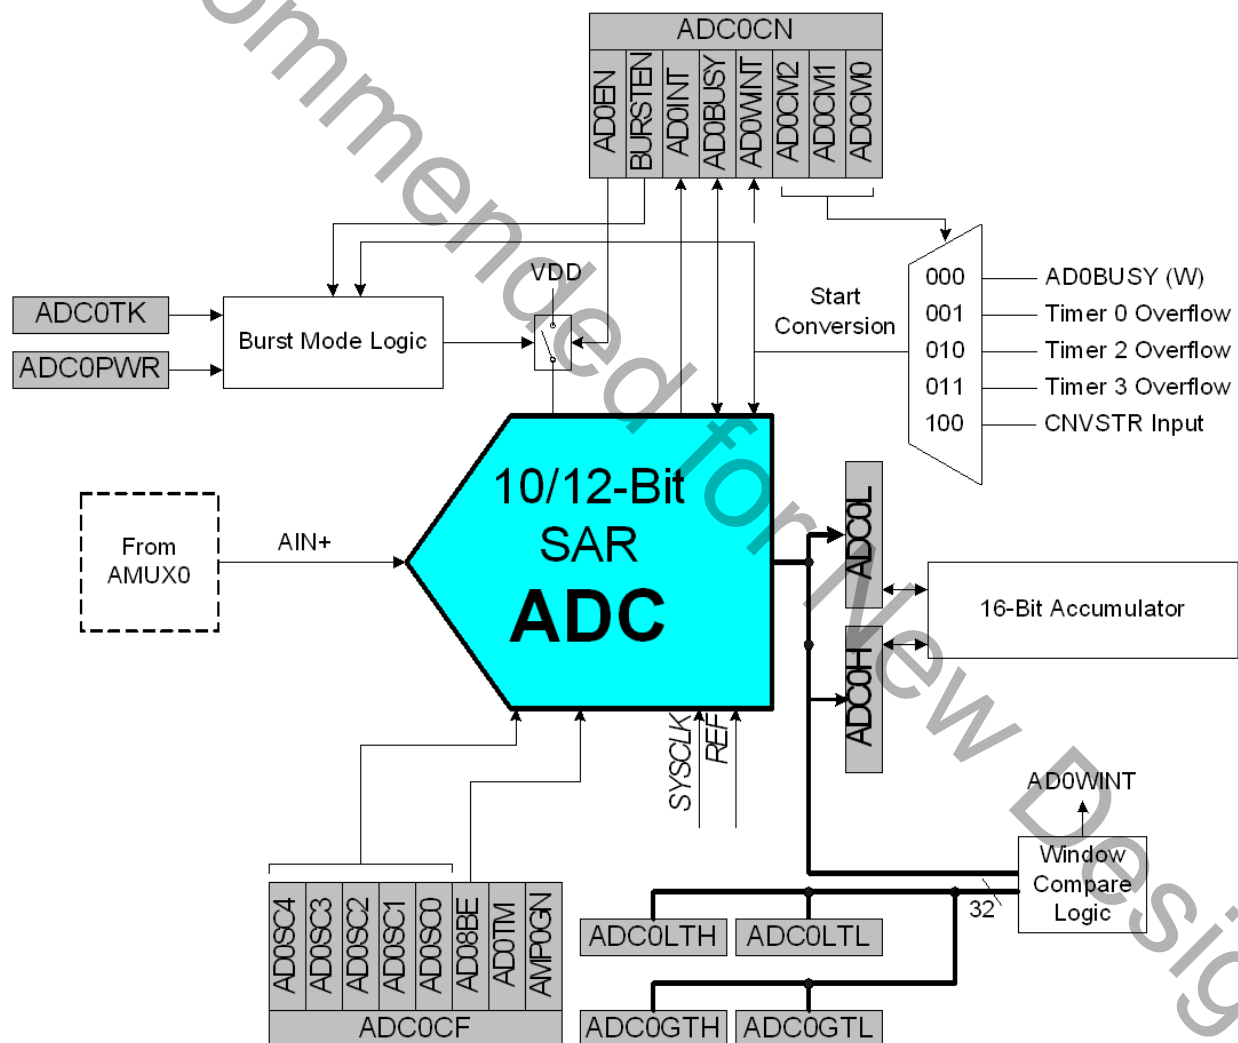 ADC0CN
AD0EN
BURSTEN
AD0INT
AD0BUSY
AD0WINT
AD0CM2
AD0CM1
AD0CM0
VDD
ADC0TK
ADC0PWR
Burst Mode Logic
Start
Conversion
000
001
010
011
100
AD0BUSY (W)
Timer 0 Overflow
Timer 2 Overflow
Timer 3 Overflow
CNVSTR Input
From
AMUX0
AIN+
10/12-Bit
SAR
ADC
ADC0L
ADC0H
16-Bit Accumulator
SYSCLK
REF
AD0WINT
Window
Compare
Logic
32
AD0SC4
AD0SC3
AD0SC2
AD0SC1
AD0SC0
AD08BE
AD0TM
AMP0GN
ADC0CF
ADC0LTH
ADC0LTL
ADC0GTH
ADC0GTL
for New